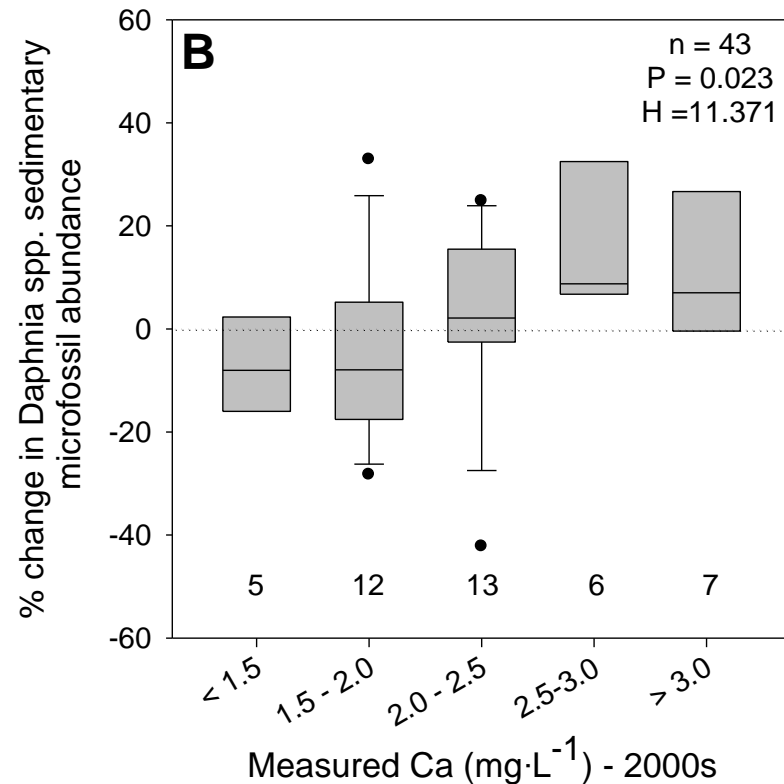 B
n = 43
P = 0.023
H =11.371
% change in Daphnia spp. sedimentary
microfossil abundance
60
40
20
0
-20
-40
-60
5 12 13 6 7
< 1.5 1.5 - 2.0 2.0 - 2.5 2.5-3.0 > 3.0
Measured Ca (mg·L-1) - 2000s